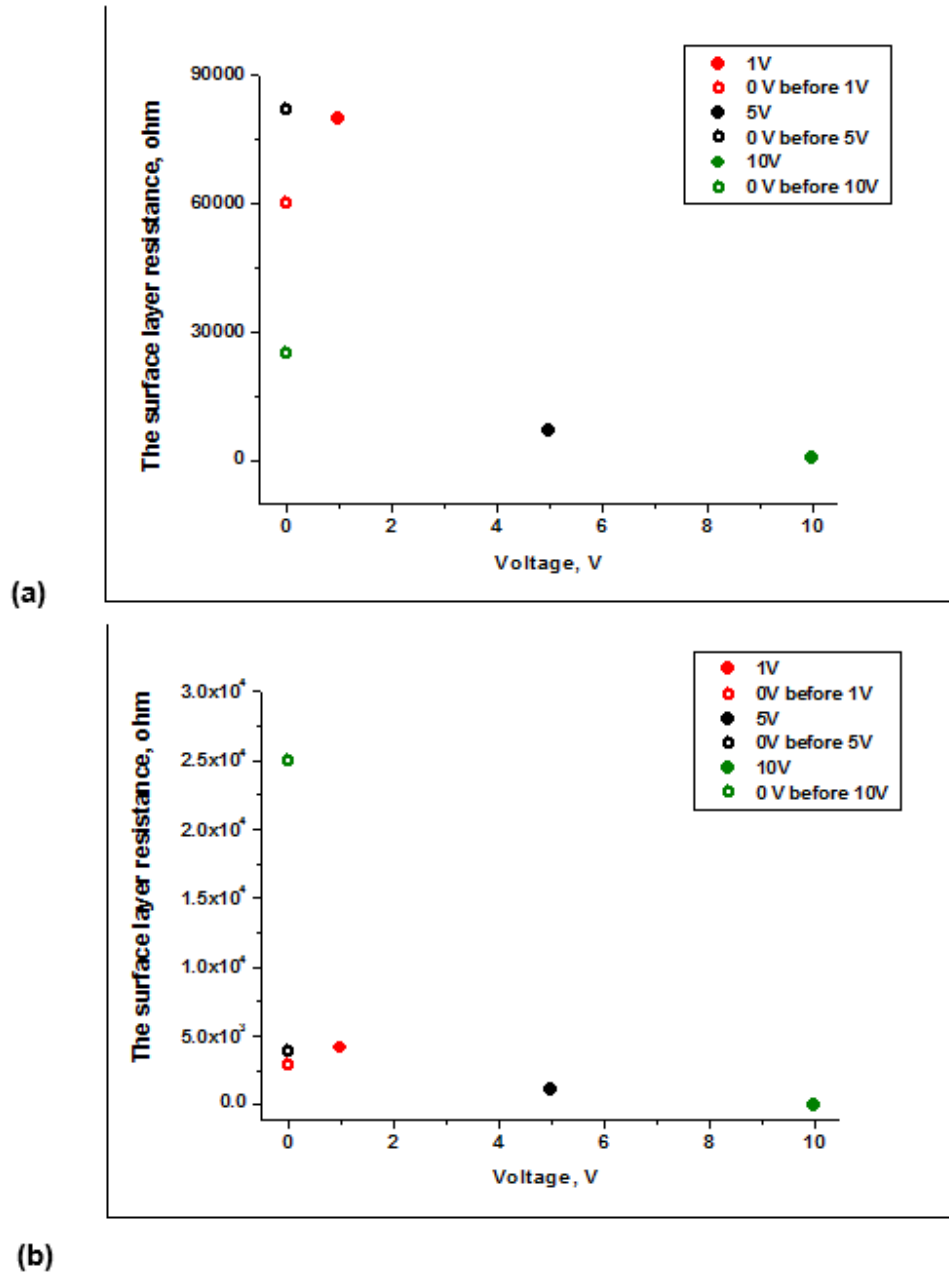 1V
0 V before 1V
5V
0 V before 5V
10V
0 V before 10V
90000
60000
30000
0
The surface layer resistance, ohm
0 2 4 6 8 10
Voltage, V
(a)
1V
0V before 1V
5V
0V before 5V
10V
0 V before 10V
3.0x10⁴
2.5x10⁴
2.0x10⁴
1.5x10⁴
1.0x10⁴
5.0x10³
0.0
The surface layer resistance, ohm
0 2 4 6 8 10
Voltage, V
(b)